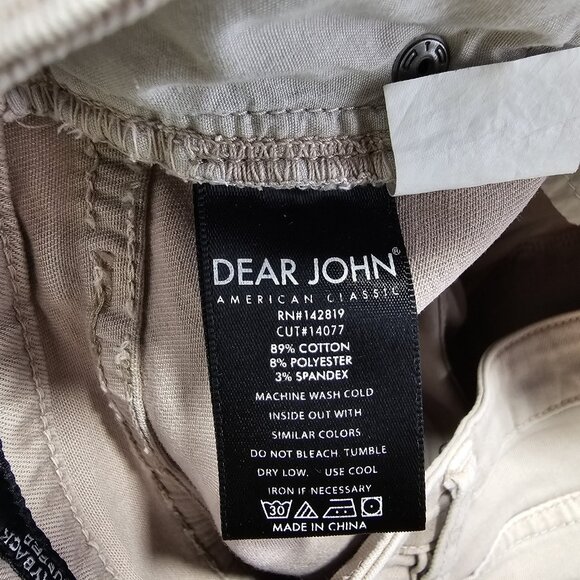 DEAR JOHN®
AMERICAN CLASSIC
RN#142819
CUT#14077
89% COTTON
8% POLYESTER
3% SPANDEX
MACHINE WASH COLD
INSIDE OUT WITH
SIMILAR COLORS
DO NOT BLEACH. TUMBLE
DRY LOW. USE COOL
IRON IF NECESSARY
30
MADE IN CHINA